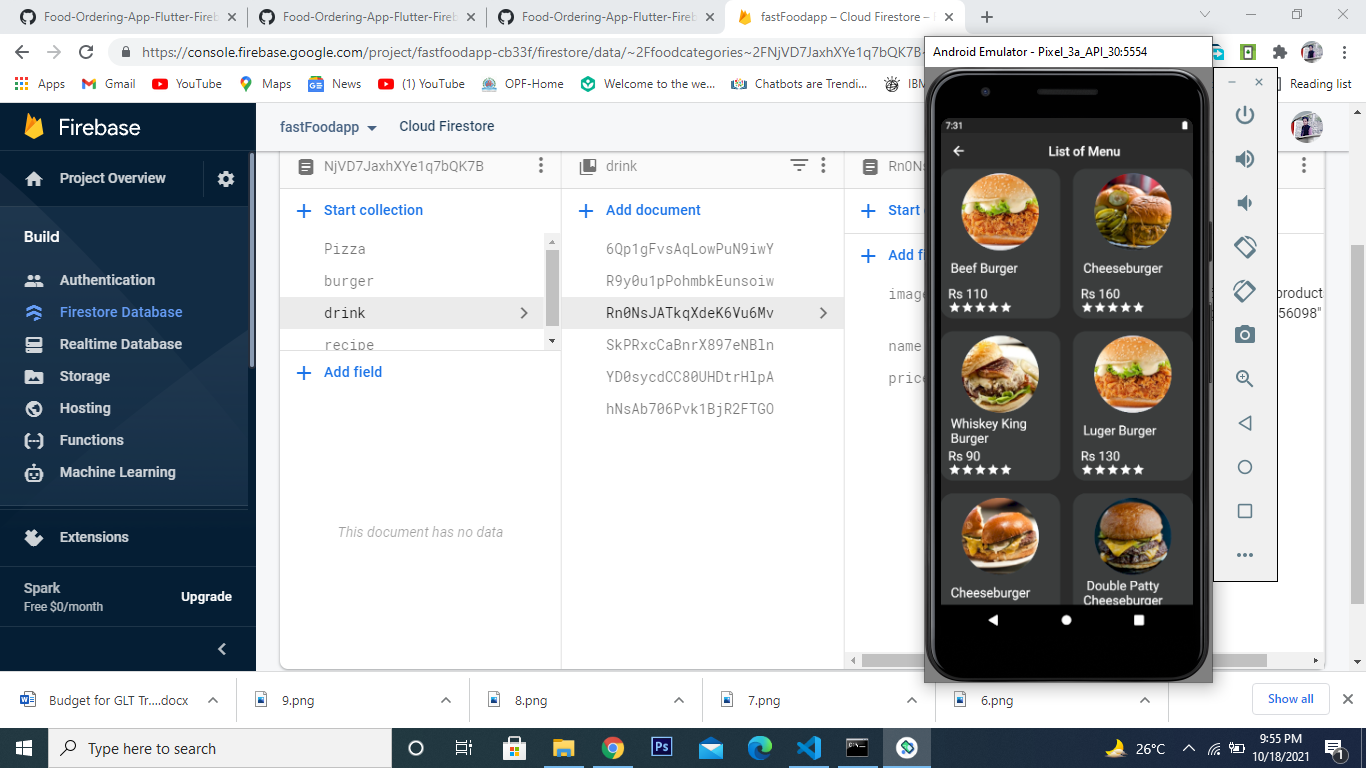 Food-Ordering-App-Flutter-Fireb
Food-Ordering-App-Flutter-Fireb
Food-Ordering-App-Flutter-Fireb
fastFoodapp – Cloud Firestore –
https://console.firebase.google.com/project/fastfoodapp-cb33f/firestore/data/~2Ffoodcategories~2FNjVD7JaxhXYe1q7bQK7B
Apps
Gmail
YouTube
Maps
News
(1) YouTube
OPF-Home
Welcome to the we...
Chatbots are Trendi...
IBM
Reading list
Android Emulator - Pixel_3a_API_30:5554
Firebase
fastFoodapp
Cloud Firestore
Project Overview
Build
Authentication
Firestore Database
Realtime Database
Storage
Hosting
Functions
Machine Learning
Extensions
Spark
Free $0/month
Upgrade
NjVD7JaxhXYe1q7bQK7B
Start collection
Pizza
burger
drink
recipe
Add field
This document has no data
drink
Add document
6Qp1gFvsAqLowPuN9iwY
R9y0u1pPohmbkEunsoiw
Rn0NsJATkqXdeK6Vu6Mv
SkPRxcCaBnrX897eNBln
YD0sycdCC80UHDtrHlpA
hNsAb706Pvk1BjR2FTGO
Rn0Ns
Start
Add fi
imag
name
price
product
56098"
7:31
List of Menu
Beef Burger
Rs 110
Cheeseburger
Rs 160
Whiskey King
Burger
Rs 90
Luger Burger
Rs 130
Cheeseburger
Double Patty
Cheeseburger
Budget for GLT Tr....docx
9.png
8.png
7.png
6.png
Show all
Type here to search
Ps
26°C
9:55 PM
10/18/2021
1